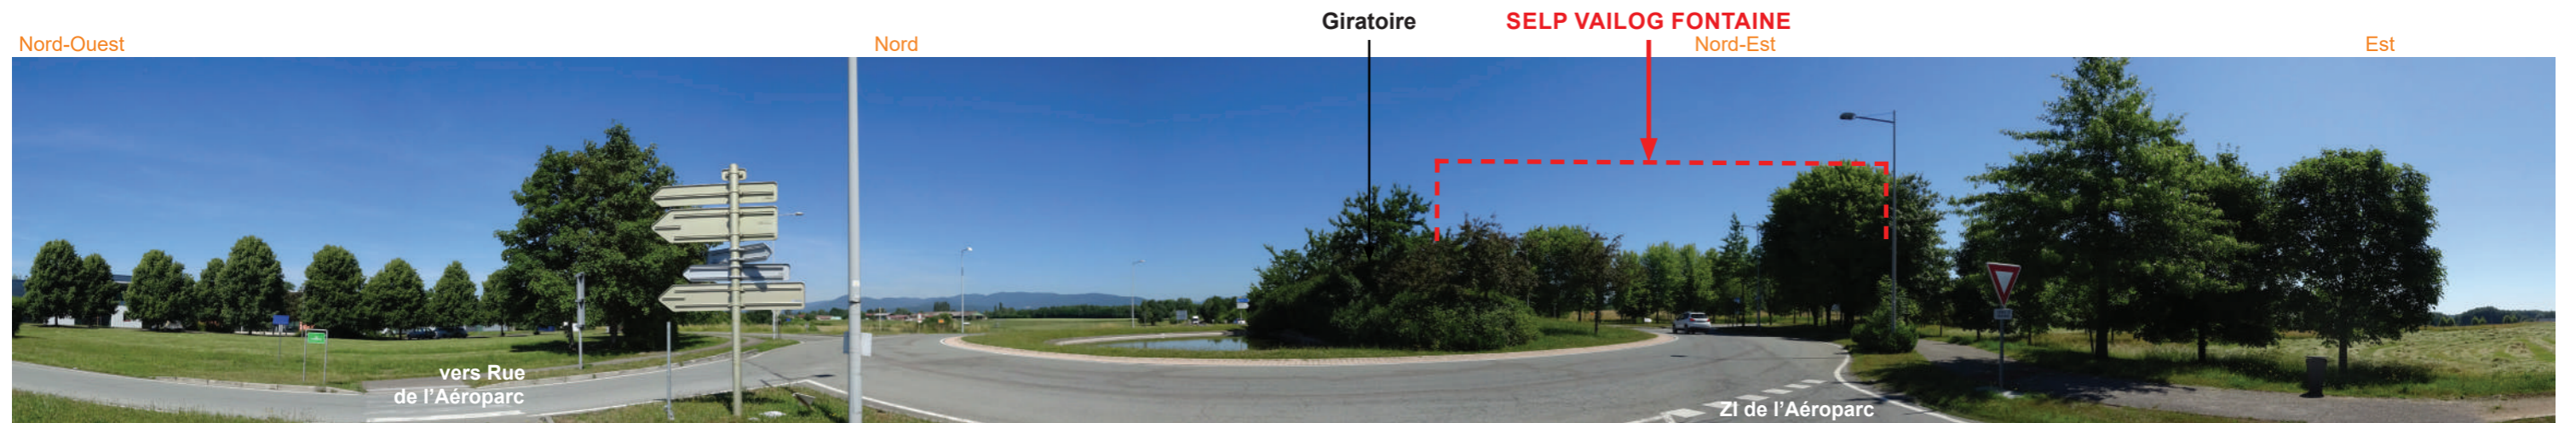 Giratoire
SELP VAILOG FONTAINE
Nord-Ouest
Nord
Nord-Est
Est
vers Rue
de l'Aéroparc
ZI de l'Aéroparc